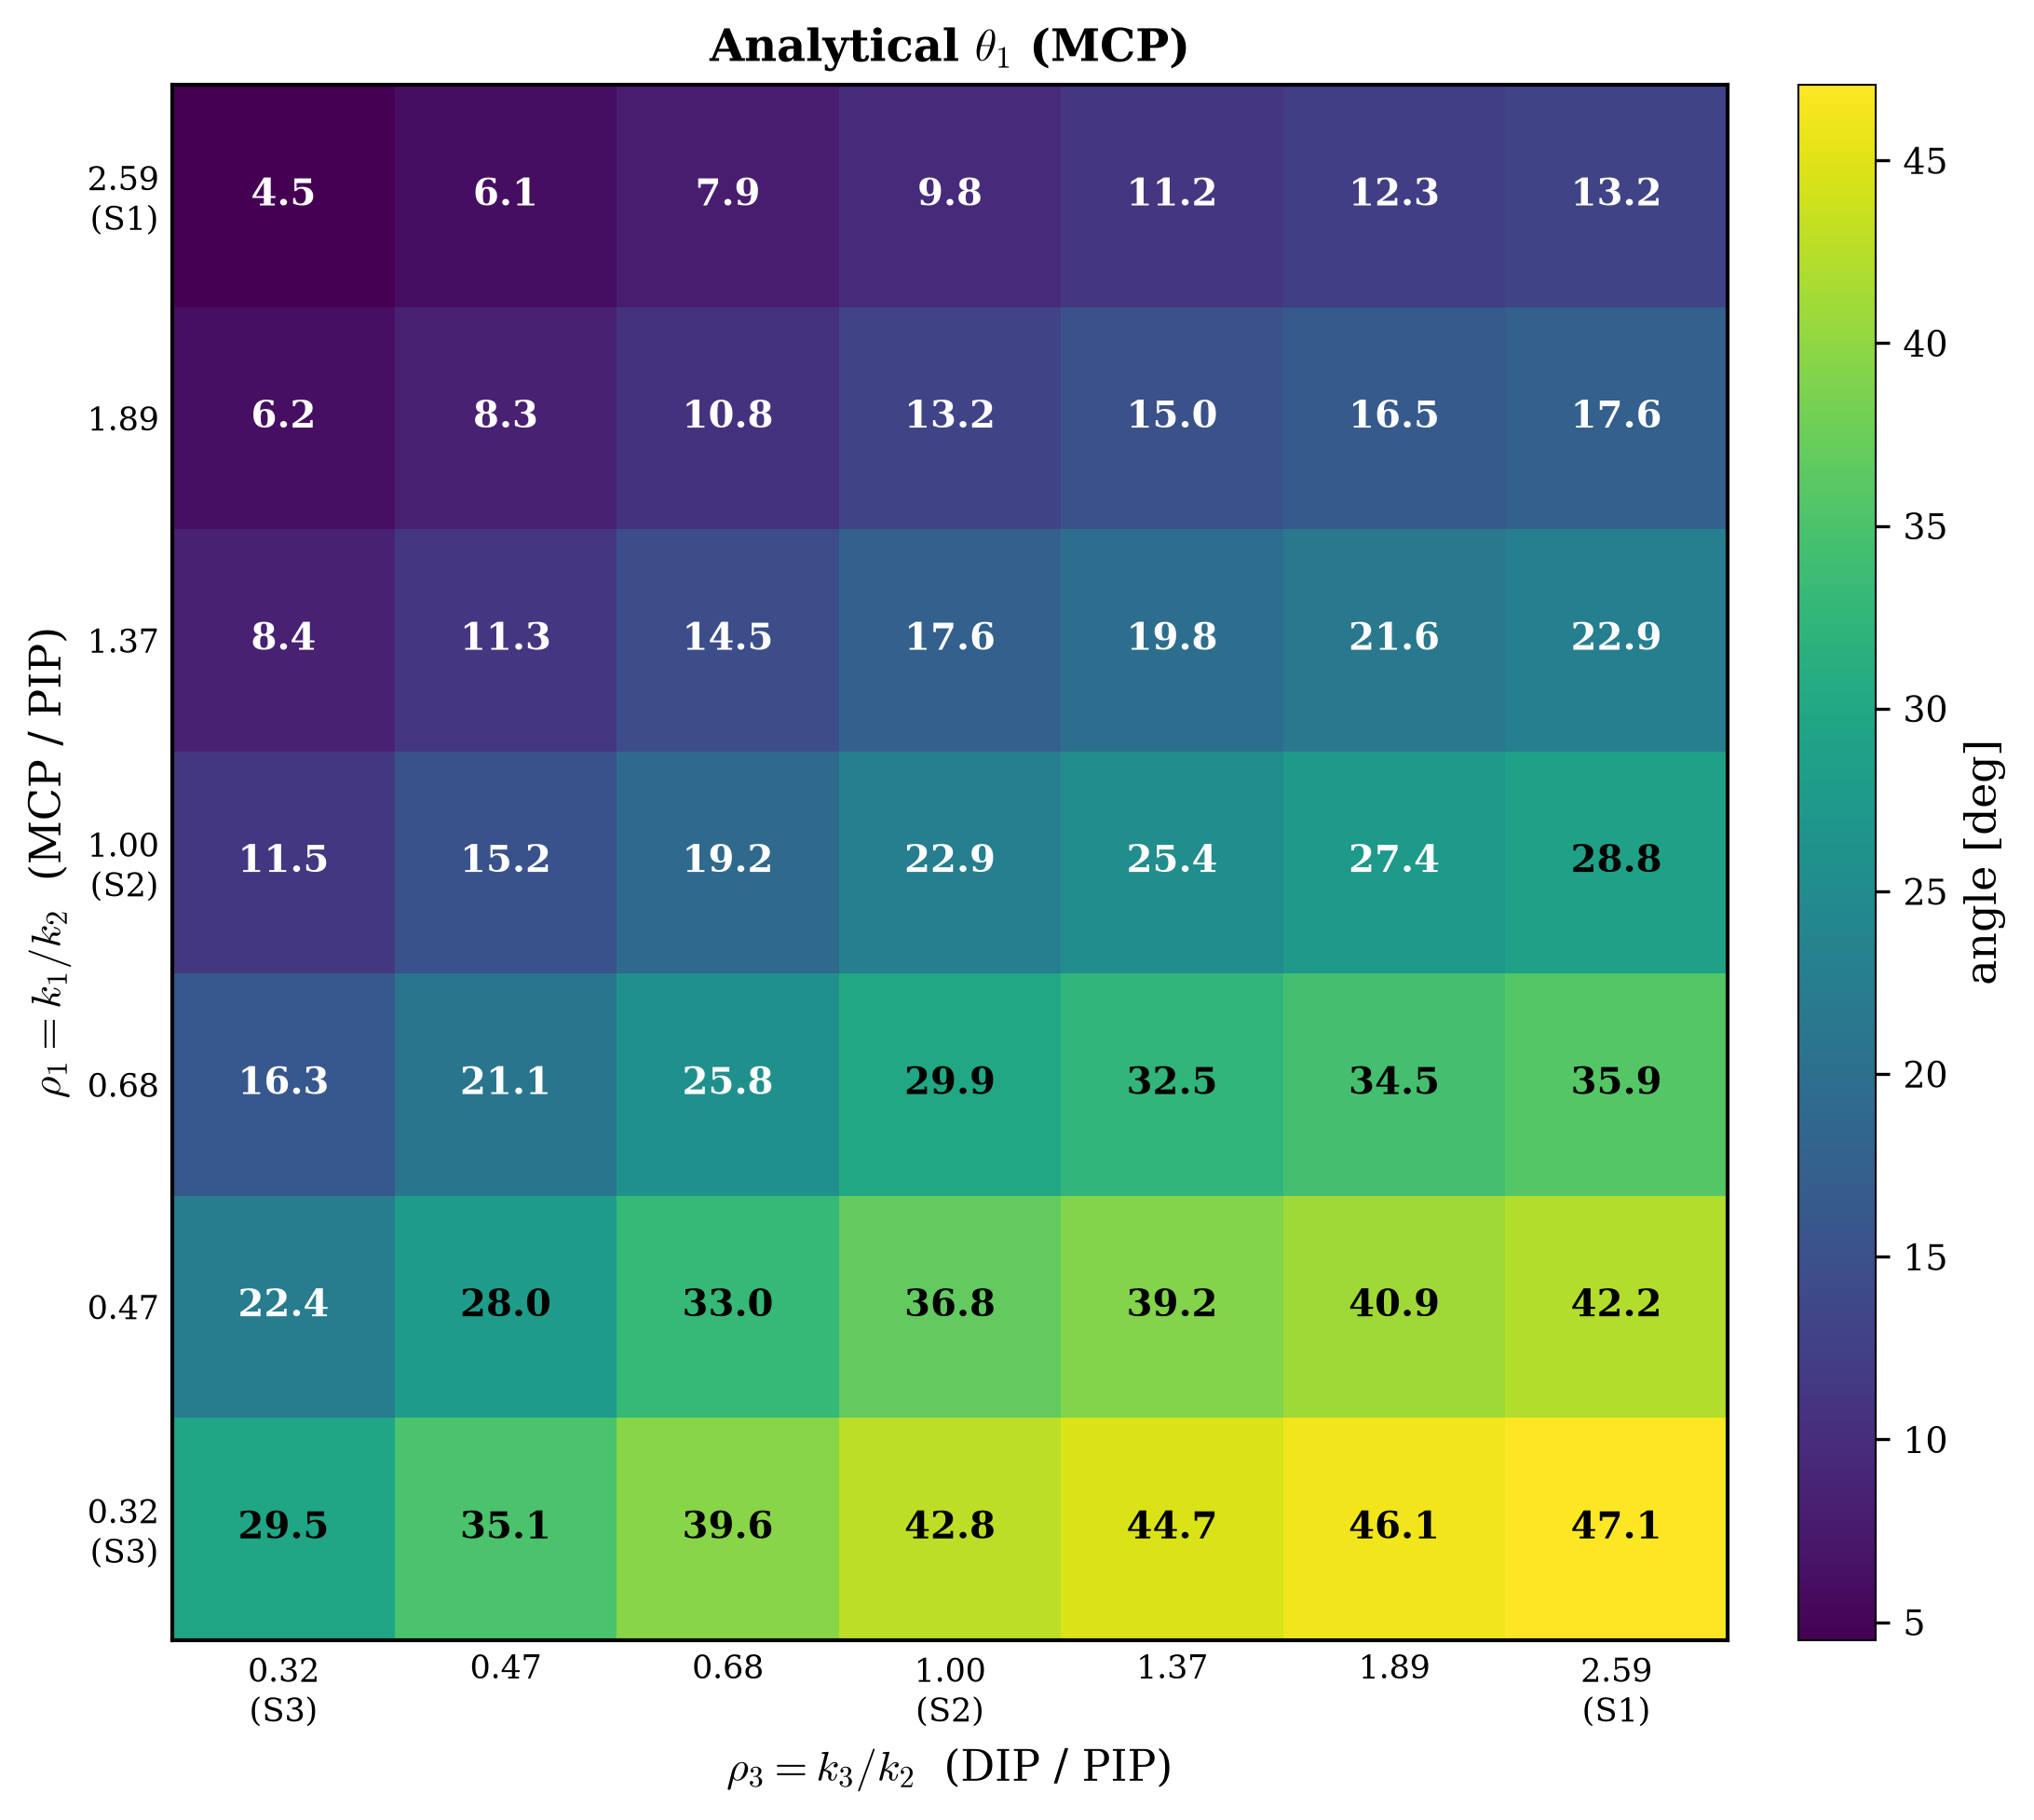 Analytical θ₁ (MCP)
2.59
(S1)
4.5 6.1 7.9 9.8 11.2 12.3 13.2
1.89
6.2 8.3 10.8 13.2 15.0 16.5 17.6
1.37
8.4 11.3 14.5 17.6 19.8 21.6 22.9
1.00
(S2)
11.5 15.2 19.2 22.9 25.4 27.4 28.8
0.68
16.3 21.1 25.8 29.9 32.5 34.5 35.9
0.47
22.4 28.0 33.0 36.8 39.2 40.9 42.2
0.32
(S3)
29.5 35.1 39.6 42.8 44.7 46.1 47.1
ρ₁ = k₁/k₂ (MCP / PIP)
0.32 0.47 0.68 1.00 1.37 1.89 2.59
(S3) (S2) (S1)
ρ₃ = k₃/k₂ (DIP / PIP)
45
40
35
30
25
20
15
10
5
angle [deg]